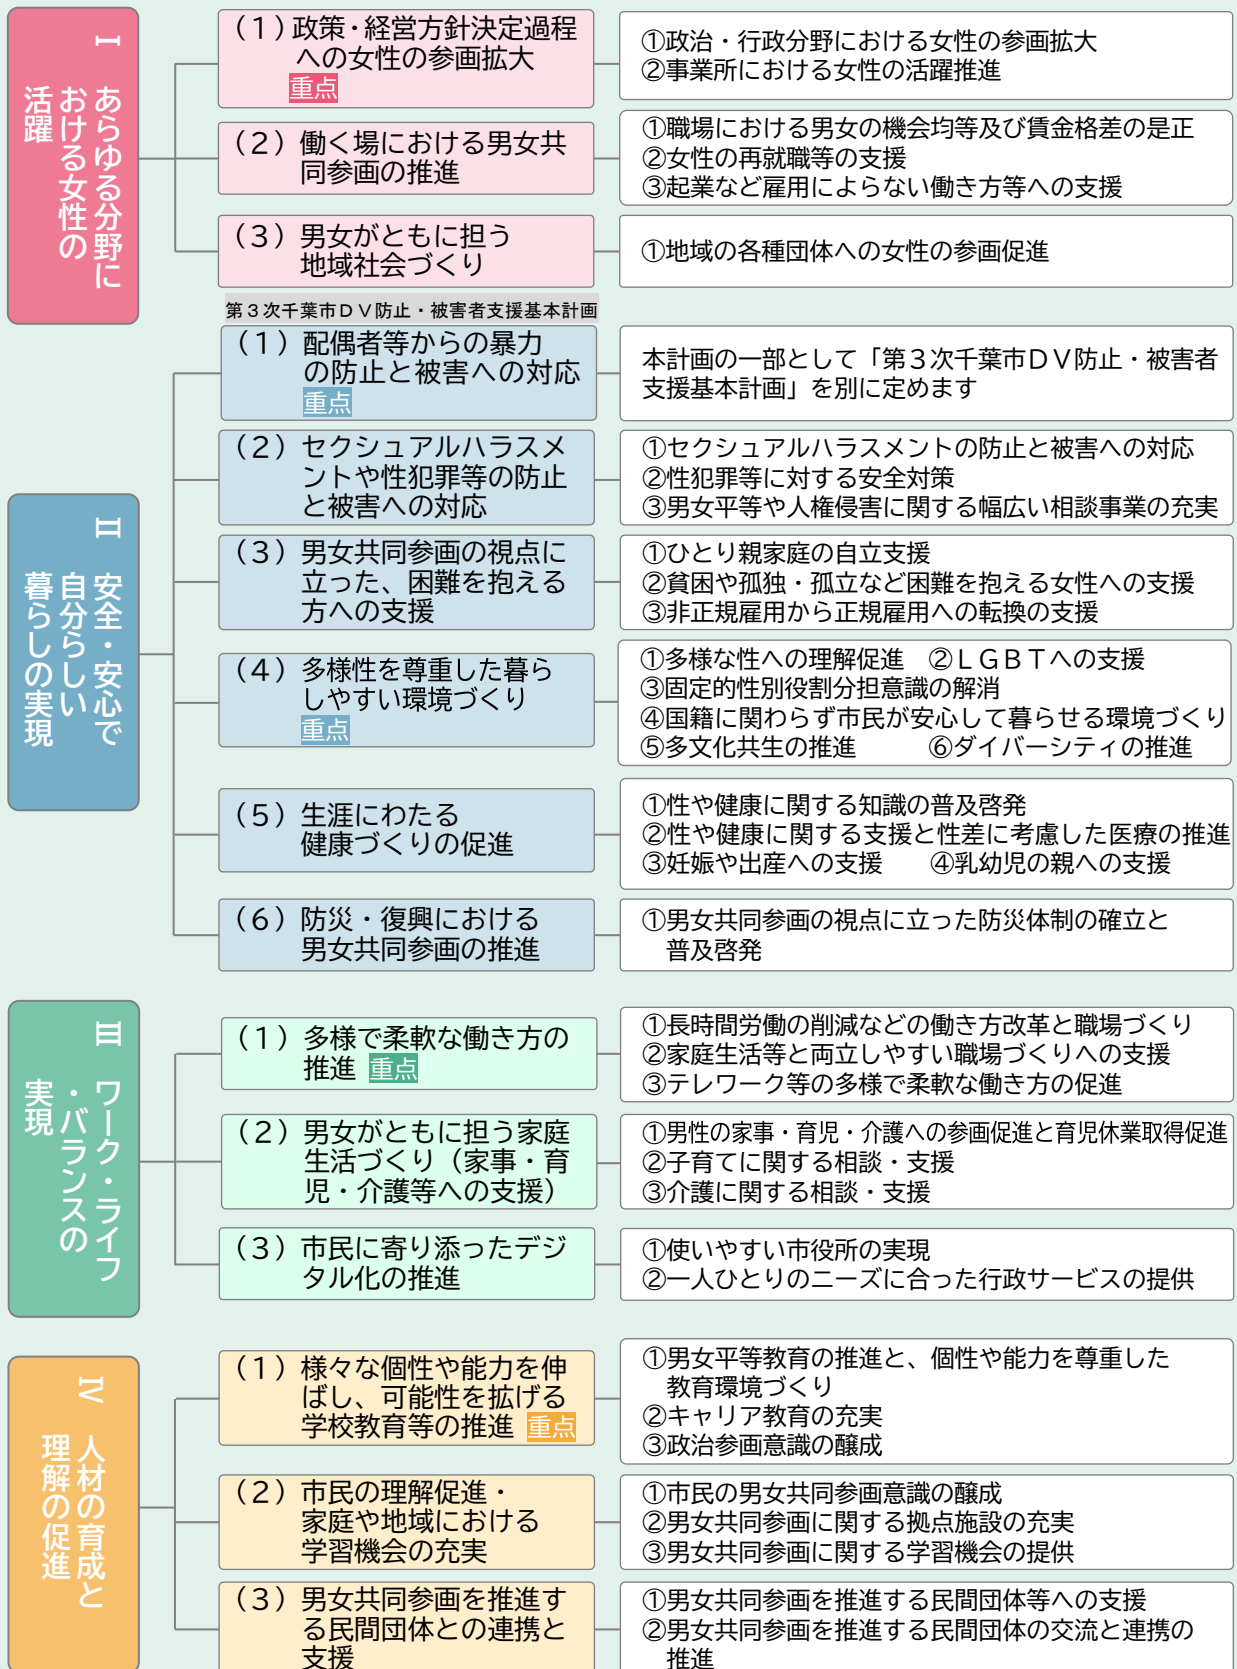 Ⅰ　あらゆる分野に
おける女性の
活躍
（１）政策・経営方針決定過程
への女性の参画拡大
重点
①政治・行政分野における女性の参画拡大
②事業所における女性の活躍推進
（２）働く場における男女共
同参画の推進
①職場における男女の機会均等及び賃金格差の是正
②女性の再就職等の支援
③起業など雇用によらない働き方等への支援
（３）男女がともに担う
地域社会づくり
①地域の各種団体への女性の参画促進
Ⅱ　安全・安心で
自分らしい
暮らしの実現
第３次千葉市ＤＶ防止・被害者支援基本計画
（１）配偶者等からの暴力
の防止と被害への対応
重点
本計画の一部として「第３次千葉市ＤＶ防止・被害者
支援基本計画」を別に定めます
（２）セクシュアルハラスメ
ントや性犯罪等の防止
と被害への対応
①セクシュアルハラスメントの防止と被害への対応
②性犯罪等に対する安全対策
③男女平等や人権侵害に関する幅広い相談事業の充実
（３）男女共同参画の視点に
立った、困難を抱える
方への支援
①ひとり親家庭の自立支援
②貧困や孤独・孤立など困難を抱える女性への支援
③非正規雇用から正規雇用への転換の支援
（４）多様性を尊重した暮ら
しやすい環境づくり
重点
①多様な性への理解促進　②ＬＧＢＴへの支援
③固定的性別役割分担意識の解消
④国籍に関わらず市民が安心して暮らせる環境づくり
⑤多文化共生の推進　　　⑥ダイバーシティの推進
（５）生涯にわたる
健康づくりの促進
①性や健康に関する知識の普及啓発
②性や健康に関する支援と性差に考慮した医療の推進
③妊娠や出産への支援　　④乳幼児の親への支援
（６）防災・復興における
男女共同参画の推進
①男女共同参画の視点に立った防災体制の確立と
普及啓発
Ⅲ　ワーク・ライフ
・バランスの
実現
（１）多様で柔軟な働き方の
推進 重点
①長時間労働の削減などの働き方改革と職場づくり
②家庭生活等と両立しやすい職場づくりへの支援
③テレワーク等の多様で柔軟な働き方の促進
（２）男女がともに担う家庭
生活づくり（家事・育
児・介護等への支援）
①男性の家事・育児・介護への参画促進と育児休業取得促進
②子育てに関する相談・支援
③介護に関する相談・支援
（３）市民に寄り添ったデジ
タル化の推進
①使いやすい市役所の実現
②一人ひとりのニーズに合った行政サービスの提供
Ⅳ　人材の育成と
理解の促進
（１）様々な個性や能力を伸
ばし、可能性を拡げる
学校教育等の推進 重点
①男女平等教育の推進と、個性や能力を尊重した
教育環境づくり
②キャリア教育の充実
③政治参画意識の醸成
（２）市民の理解促進・
家庭や地域における
学習機会の充実
①市民の男女共同参画意識の醸成
②男女共同参画に関する拠点施設の充実
③男女共同参画に関する学習機会の提供
（３）男女共同参画を推進す
る民間団体との連携と
支援
①男女共同参画を推進する民間団体等への支援
②男女共同参画を推進する民間団体の交流と連携の
推進